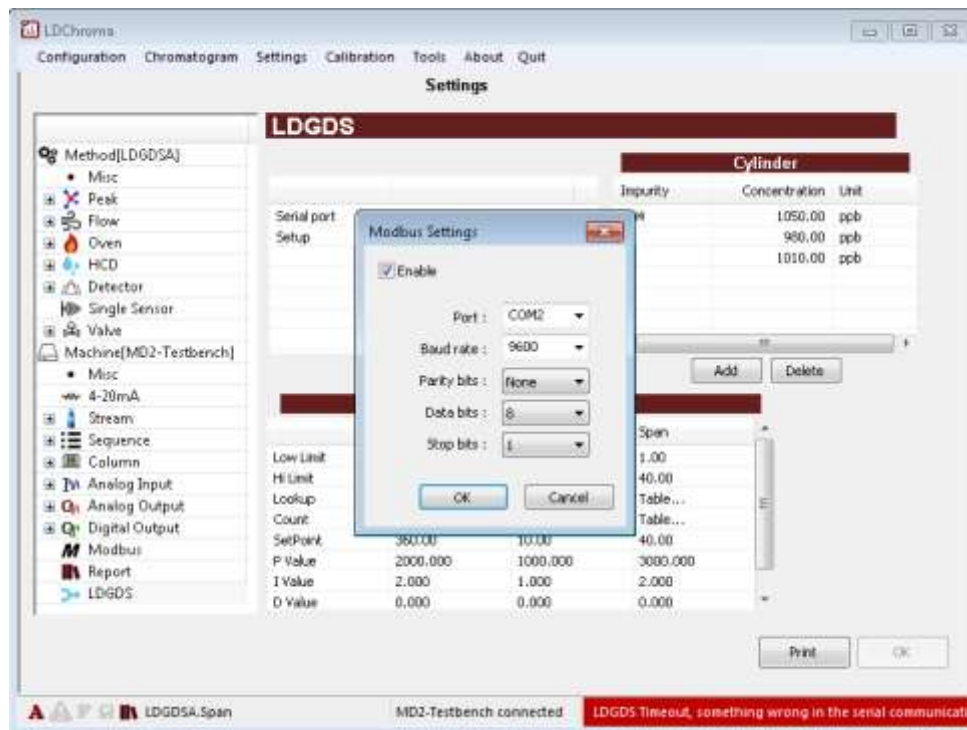 LDChroma
Configuration Chromatogram Settings Calibration Tools About Quit
Settings
LDGDS
Method[LDGDSA]
Misc
Peak
Flow
Oven
HCD
Detector
Single Sensor
Valve
Machine[MD2-Testbench]
Misc
4-20mA
Stream
Sequence
Column
Analog Input
Analog Output
Digital Output
Modbus
Report
LDGDS
Cylinder
Impurity Concentration Unit
1050.00 ppb
980.00 ppb
1010.00 ppb
Serial port
Setup
Modbus Settings
Enable
Port : COM2
Baud rate : 9600
Parity bits : None
Data bits : 8
Stop bits : 1
OK Cancel
Add Delete
Span
Low Limit 1.00
Hi Limit 40.00
Lookup Table...
Count Table...
SetPoint 360.00 10.00 40.00
P Value 2000.000 1000.000 3000.000
I Value 2.000 1.000 2.000
D Value 0.000 0.000 0.000
Print OK
A LDGDSA.Span MD2-Testbench connected LDGDS Timeout, something wrong in the serial communicati